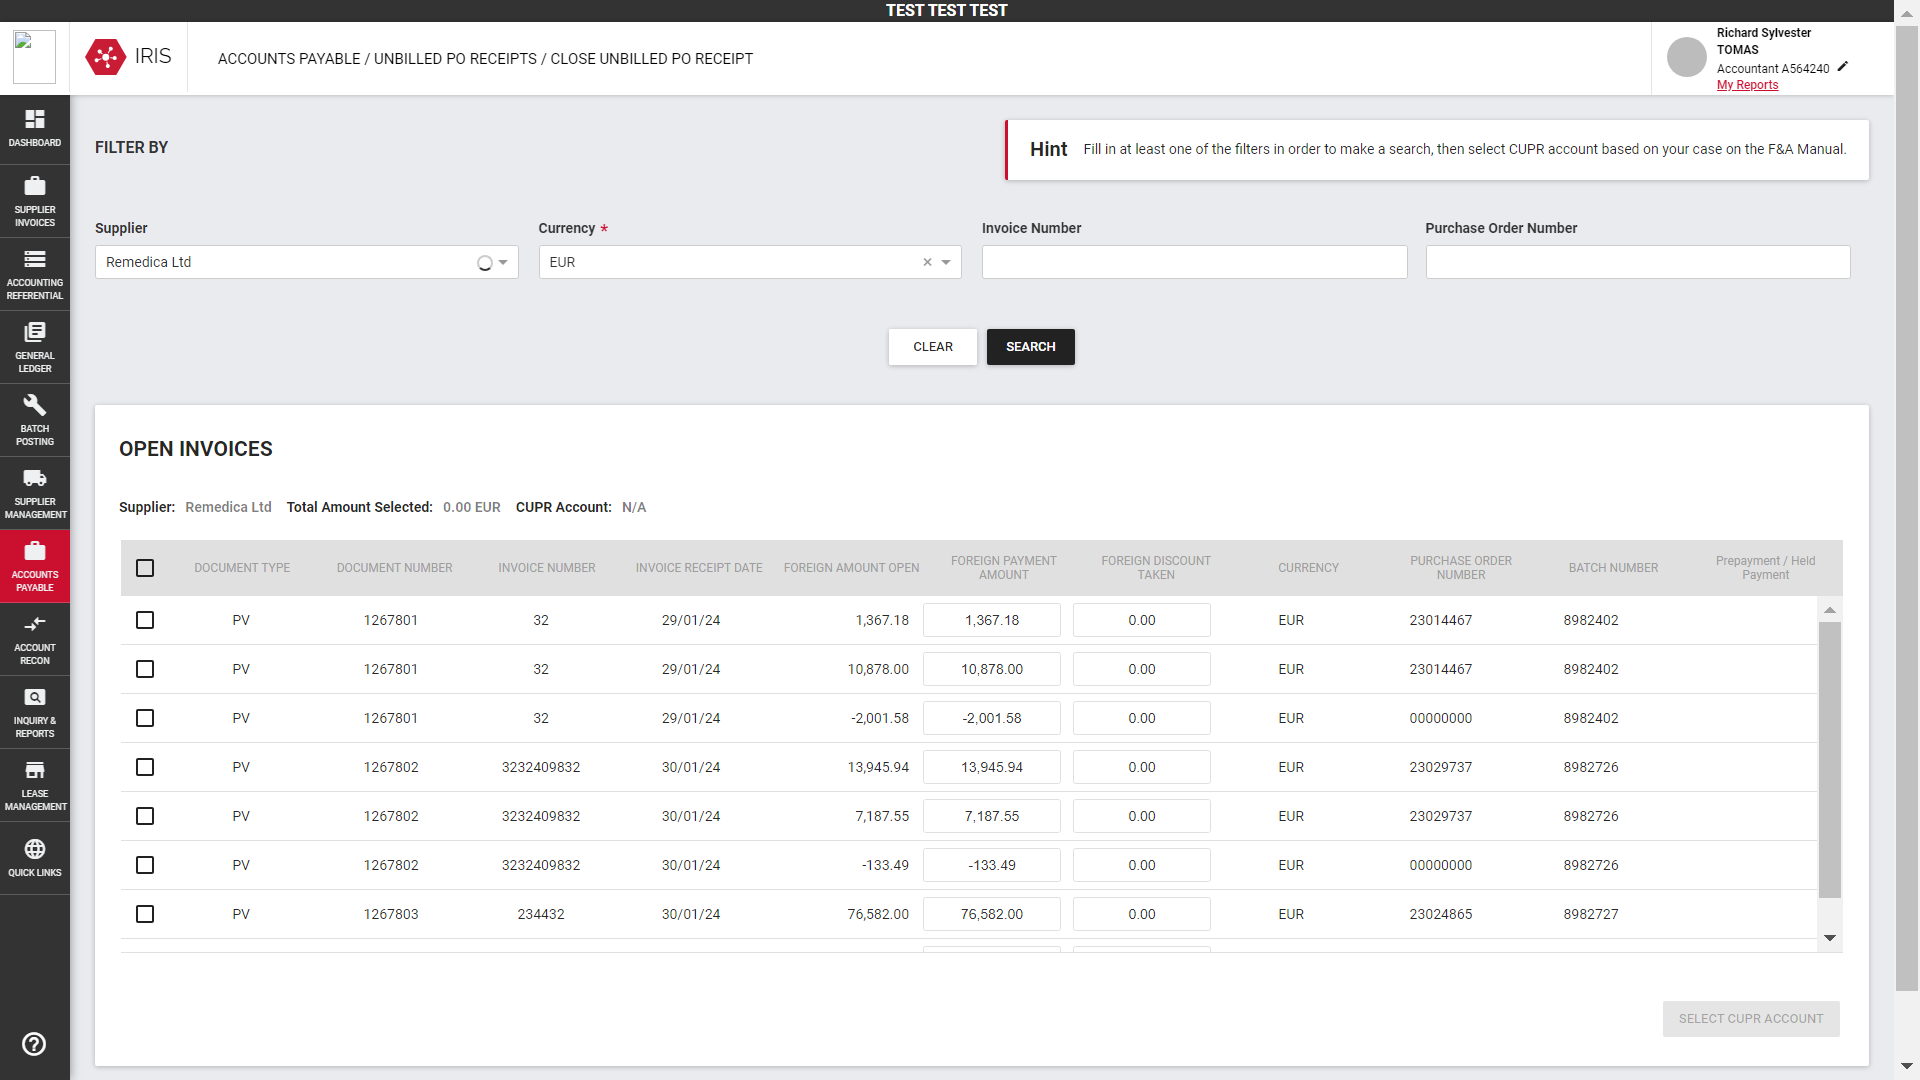 TEST TEST TEST
IRIS
ACCOUNTS PAYABLE / UNBILLED PO RECEIPTS / CLOSE UNBILLED PO RECEIPT
Richard Sylvester
TOMAS
Accountant A564240
My Reports
DASHBOARD
SUPPLIER
INVOICES
ACCOUNTING
REFERENTIAL
GENERAL
LEDGER
BATCH
POSTING
SUPPLIER
MANAGEMENT
ACCOUNTS
PAYABLE
ACCOUNT
RECON
INQUIRY &
REPORTS
LEASE
MANAGEMENT
QUICK LINKS
FILTER BY
Hint Fill in at least one of the filters in order to make a search, then select CUPR account based on your case on the F&A Manual.
Supplier Currency * Invoice Number Purchase Order Number
Remedica Ltd EUR
CLEAR SEARCH
OPEN INVOICES
Supplier: Remedica Ltd Total Amount Selected: 0.00 EUR CUPR Account: N/A
DOCUMENT TYPE DOCUMENT NUMBER INVOICE NUMBER INVOICE RECEIPT DATE FOREIGN AMOUNT OPEN FOREIGN PAYMENT AMOUNT FOREIGN DISCOUNT TAKEN CURRENCY PURCHASE ORDER NUMBER BATCH NUMBER Prepayment / Held Payment
PV 1267801 32 29/01/24 1,367.18 1,367.18 0.00 EUR 23014467 8982402
PV 1267801 32 29/01/24 10,878.00 10,878.00 0.00 EUR 23014467 8982402
PV 1267801 32 29/01/24 -2,001.58 -2,001.58 0.00 EUR 00000000 8982402
PV 1267802 3232409832 30/01/24 13,945.94 13,945.94 0.00 EUR 23029737 8982726
PV 1267802 3232409832 30/01/24 7,187.55 7,187.55 0.00 EUR 23029737 8982726
PV 1267802 3232409832 30/01/24 -133.49 -133.49 0.00 EUR 00000000 8982726
PV 1267803 234432 30/01/24 76,582.00 76,582.00 0.00 EUR 23024865 8982727
SELECT CUPR ACCOUNT